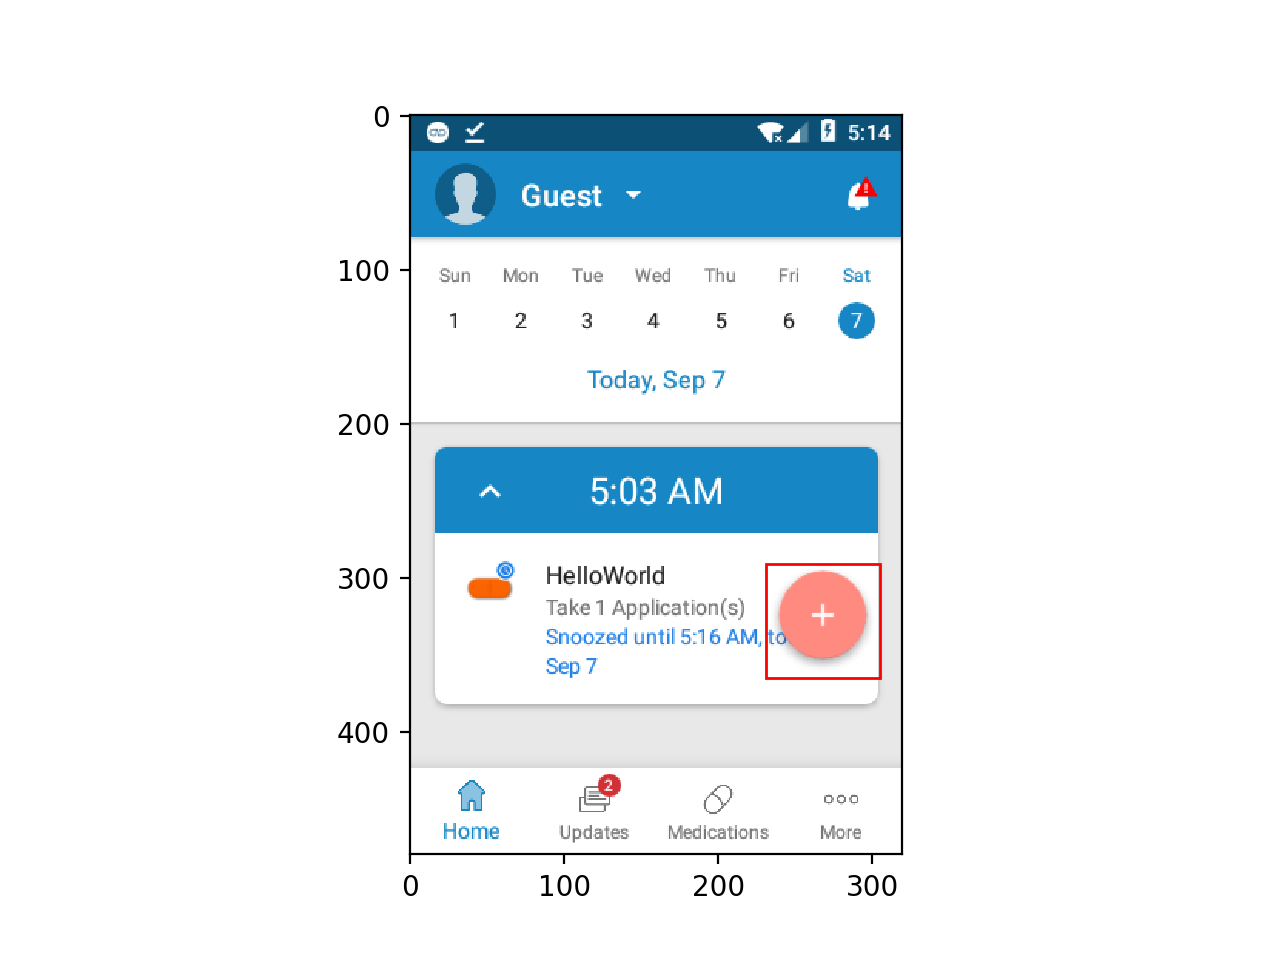 0
5:14
Guest
100
Sun Mon Tue Wed Thu Fri Sat
1 2 3 4 5 6 7
Today, Sep 7
200
5:03 AM
300
HelloWorld
Take 1 Application(s)
Snoozed until 5:16 AM, to
Sep 7
400
2
Home Updates Medications More
0 100 200 300